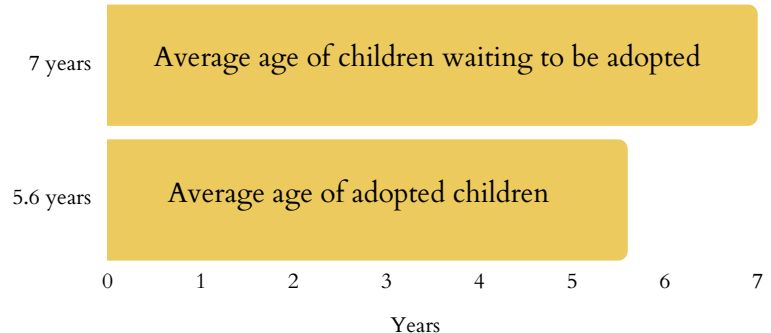 7 years
Average age of children waiting to be adopted
5.6 years
Average age of adopted children
0 1 2 3 4 5 6 7
Years